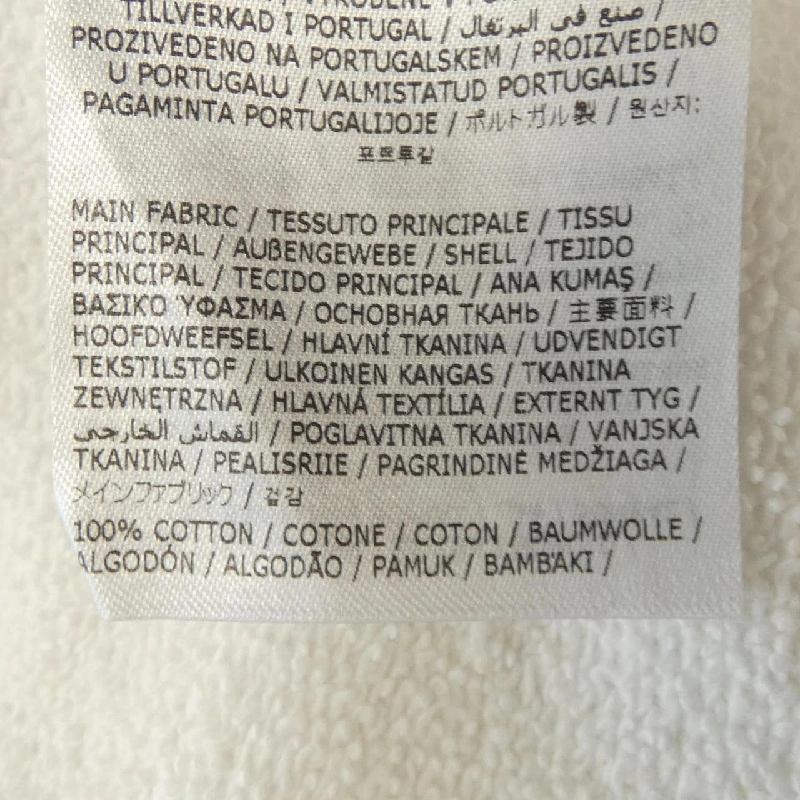 TILLVERKAD I PORTUGAL / صنع في البرتغال /
PROZIVEDENO NA PORTUGALSKEM / PROIZVEDENO
U PORTUGALU / VALMISTATUD PORTUGALIS /
PAGAMINTA PORTUGALIJOJE / ポルトガル製 / 원산지:
포르투갈
MAIN FABRIC / TESSUTO PRINCIPALE / TISSU
PRINCIPAL / AUßENGEWEBE / SHELL / TEJIDO
PRINCIPAL / TECIDO PRINCIPAL / ANA KUMAŞ /
ΒΑΣΙΚΟ ΎΦΑΣΜΑ / ОСНОВНАЯ ТКАНЬ / 主要面料 /
HOOFDWEEFSEL / HLAVNÍ TKANINA / UDVENDIGT
TEKSTILSTOF / ULKOINEN KANGAS / TKANINA
ZEWNĘTRZNA / HLAVNÁ TEXTÍLIA / EXTERNT TYG /
القماش الخارجي / POGLAVITNA TKANINA / VANJSKA
TKANINA / PEALISRIIE / PAGRINDINĖ MEDŽIAGA /
メインファブリック / 겉감
100% COTTON / COTONE / COTON / BAUMWOLLE /
ALGODÓN / ALGODÃO / PAMUK / ΒΑΜΒΆΚΙ /